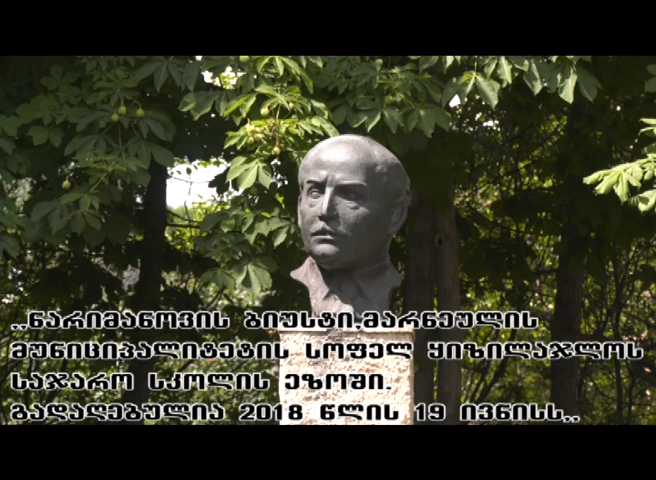 ,,ნარიმანოვის ბიუსტი,მარნეულის
მუნიციპალიტეტის სოფელ ყიზილაჯლოს
საჯარო სკოლის ეზოში.
გადაღებულია 2018 წლის 19 ივნისს,,